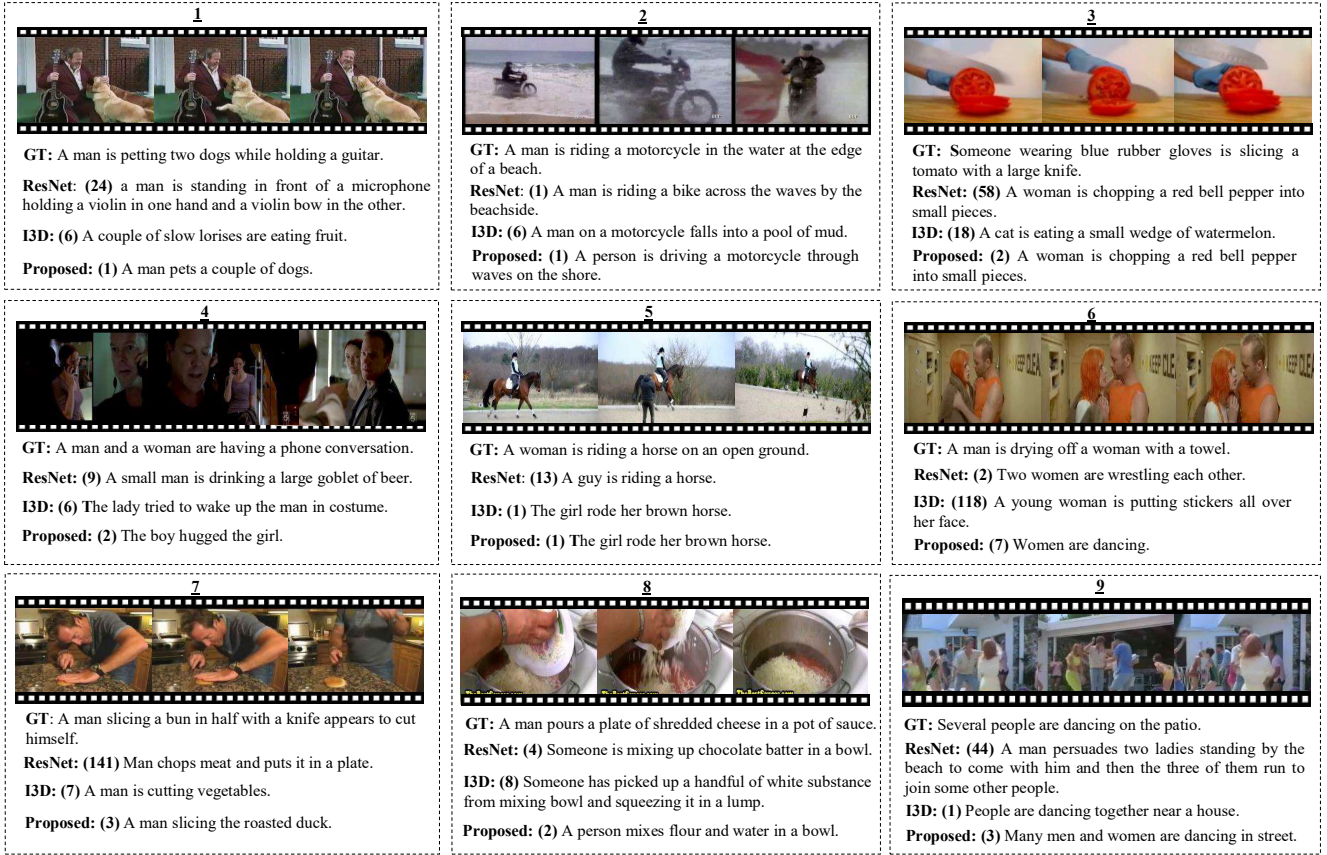 1
GT: A man is petting two dogs while holding a guitar.
ResNet: (24) a man is standing in front of a microphone
holding a violin in one hand and a violin bow in the other.
I3D: (6) A couple of slow lorises are eating fruit.
Proposed: (1) A man pets a couple of dogs.
2
GT: A man is riding a motorcycle in the water at the edge
of a beach.
ResNet: (1) A man is riding a bike across the waves by the
beachside.
I3D: (6) A man on a motorcycle falls into a pool of mud.
Proposed: (1) A person is driving a motorcycle through
waves on the shore.
3
GT: Someone wearing blue rubber gloves is slicing a
tomato with a large knife.
ResNet: (58) A woman is chopping a red bell pepper into
small pieces.
I3D: (18) A cat is eating a small wedge of watermelon.
Proposed: (2) A woman is chopping a red bell pepper
into small pieces.
4
GT: A man and a woman are having a phone conversation.
ResNet: (9) A small man is drinking a large goblet of beer.
I3D: (6) The lady tried to wake up the man in costume.
Proposed: (2) The boy hugged the girl.
5
GT: A woman is riding a horse on an open ground.
ResNet: (13) A guy is riding a horse.
I3D: (1) The girl rode her brown horse.
Proposed: (1) The girl rode her brown horse.
6
KEEP CLEA
KEEP CLE
KEEP CLEA
GT: A man is drying off a woman with a towel.
ResNet: (2) Two women are wrestling each other.
I3D: (118) A young woman is putting stickers all over
her face.
Proposed: (7) Women are dancing.
7
GT: A man slicing a bun in half with a knife appears to cut
himself.
ResNet: (141) Man chops meat and puts it in a plate.
I3D: (7) A man is cutting vegetables.
Proposed: (3) A man slicing the roasted duck.
8
GT: A man pours a plate of shredded cheese in a pot of sauce.
ResNet: (4) Someone is mixing up chocolate batter in a bowl.
I3D: (8) Someone has picked up a handful of white substance
from mixing bowl and squeezing it in a lump.
Proposed: (2) A person mixes flour and water in a bowl.
9
GT: Several people are dancing on the patio.
ResNet: (44) A man persuades two ladies standing by the
beach to come with him and then the three of them run to
join some other people.
I3D: (1) People are dancing together near a house.
Proposed: (3) Many men and women are dancing in street.